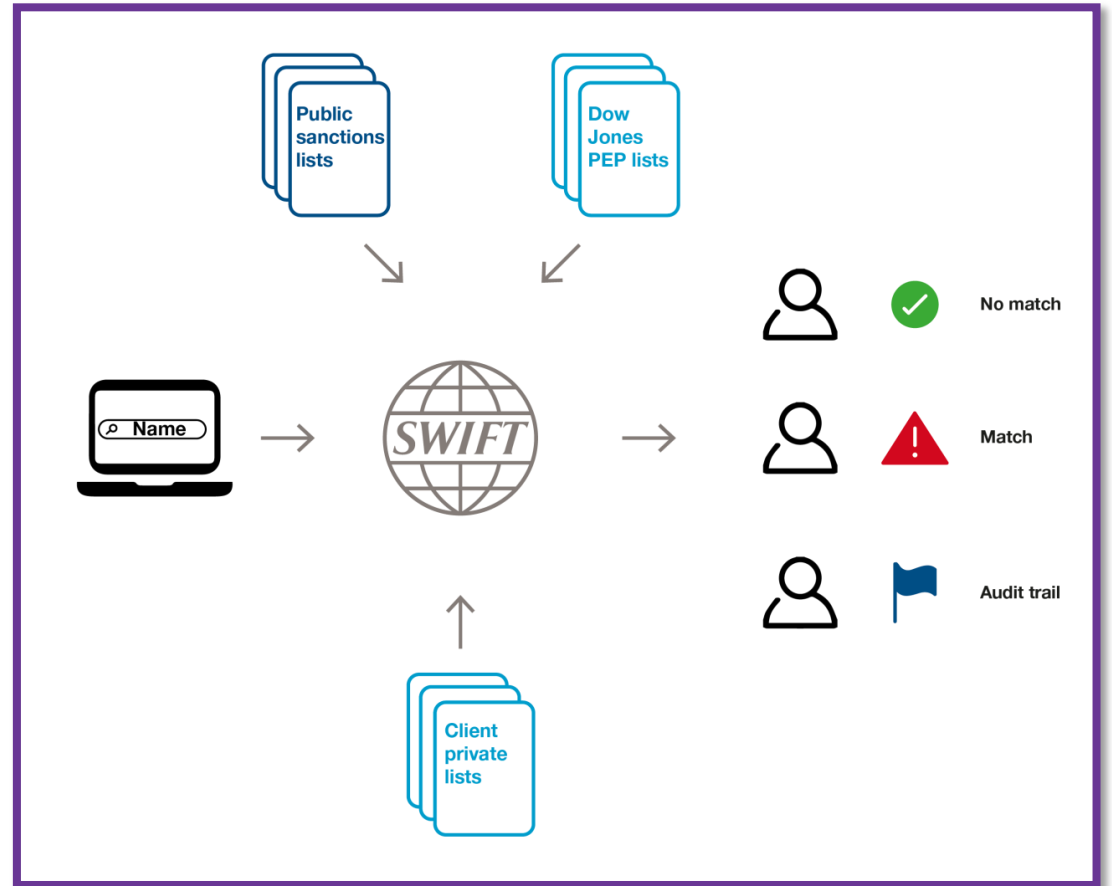 Public
sanctions
lists
Dow
Jones
PEP lists
No match
Name
SWIFT
Match
Audit trail
Client
private
lists